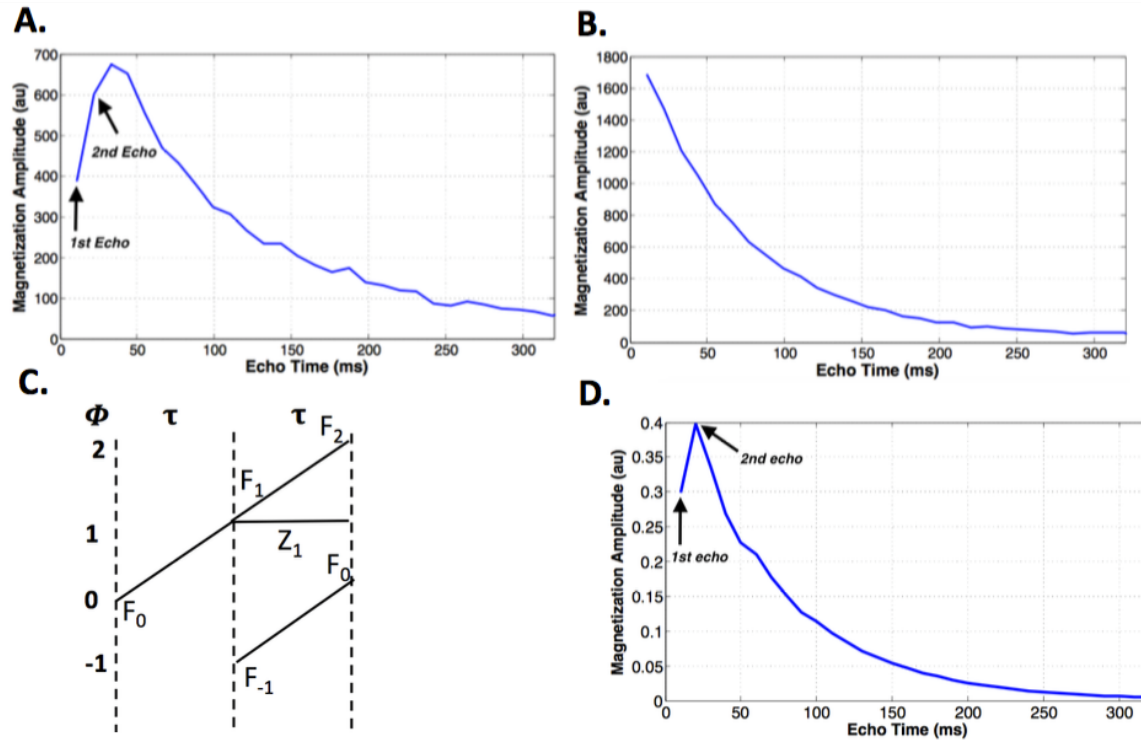 A.
Magnetization Amplitude (au)
700
600
500
400
300
200
100
0
0 50 100 150 200 250 300
Echo Time (ms)
2nd Echo
1st Echo
B.
Magnetization Amplitude (au)
1800
1600
1400
1200
1000
800
600
400
200
0
0 50 100 150 200 250 300
Echo Time (ms)
C.
Φ τ τ
2
1
0
-1
F2
F1
Z1
F0
F0
F-1
D.
Magnetization Amplitude (au)
0.4
0.35
0.3
0.25
0.2
0.15
0.1
0.05
0
0 50 100 150 200 250 300
Echo Time (ms)
2nd echo
1st echo